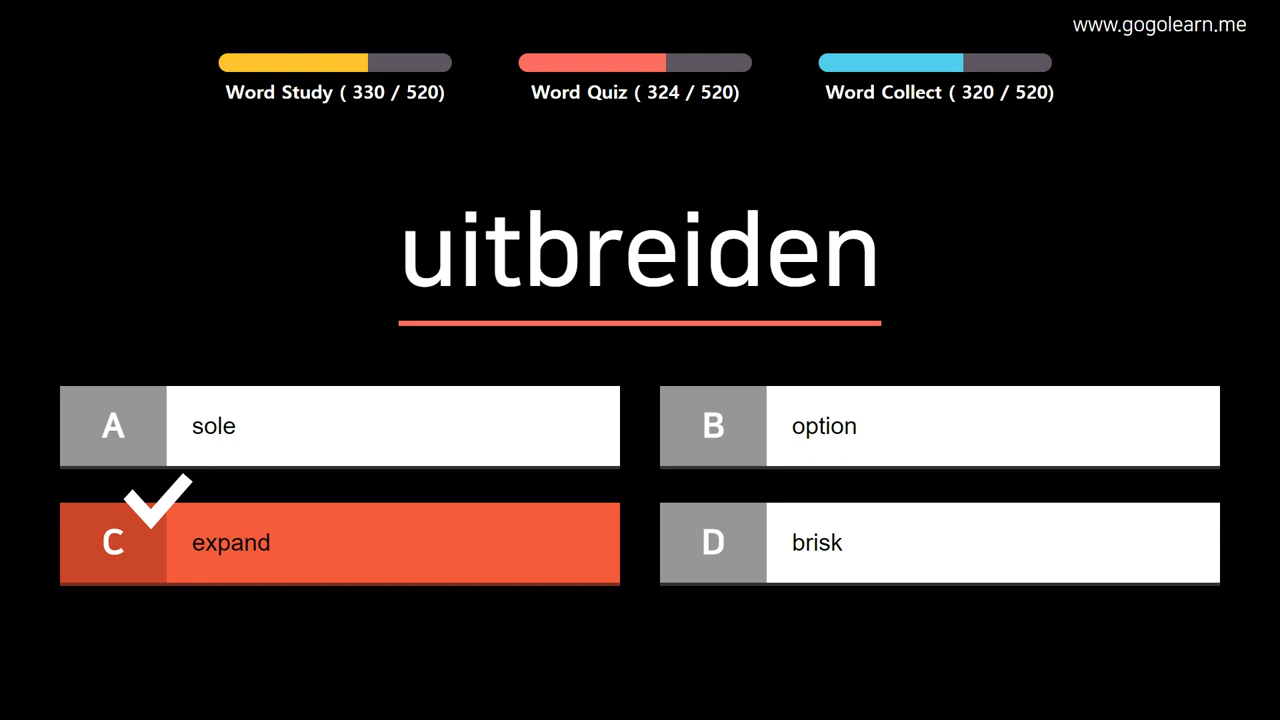 www.gogolearn.me
Word Study ( 330 / 520)
Word Quiz ( 324 / 520)
Word Collect ( 320 / 520)
uitbreiden
A sole
B option
C expand
D brisk